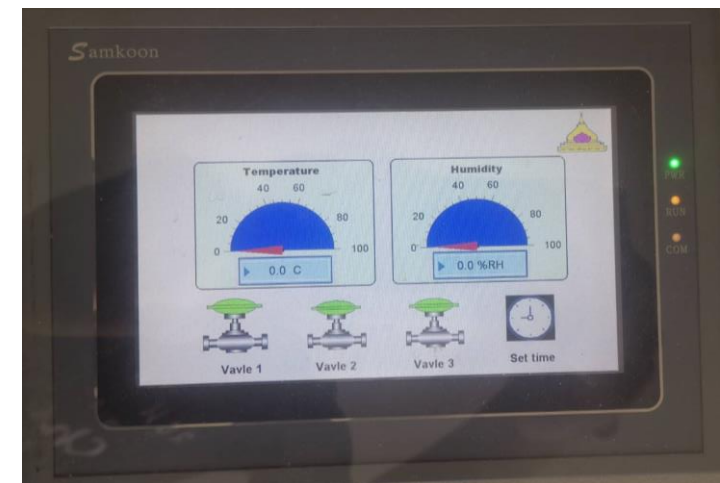 Samkoon
Temperature
40 60
20 80
0 100
0.0 C
Humidity
40 60
20 80
0 100
0.0 %RH
Vavle 1
Vavle 2
Vavle 3
Set time
PWR
RUN
COM